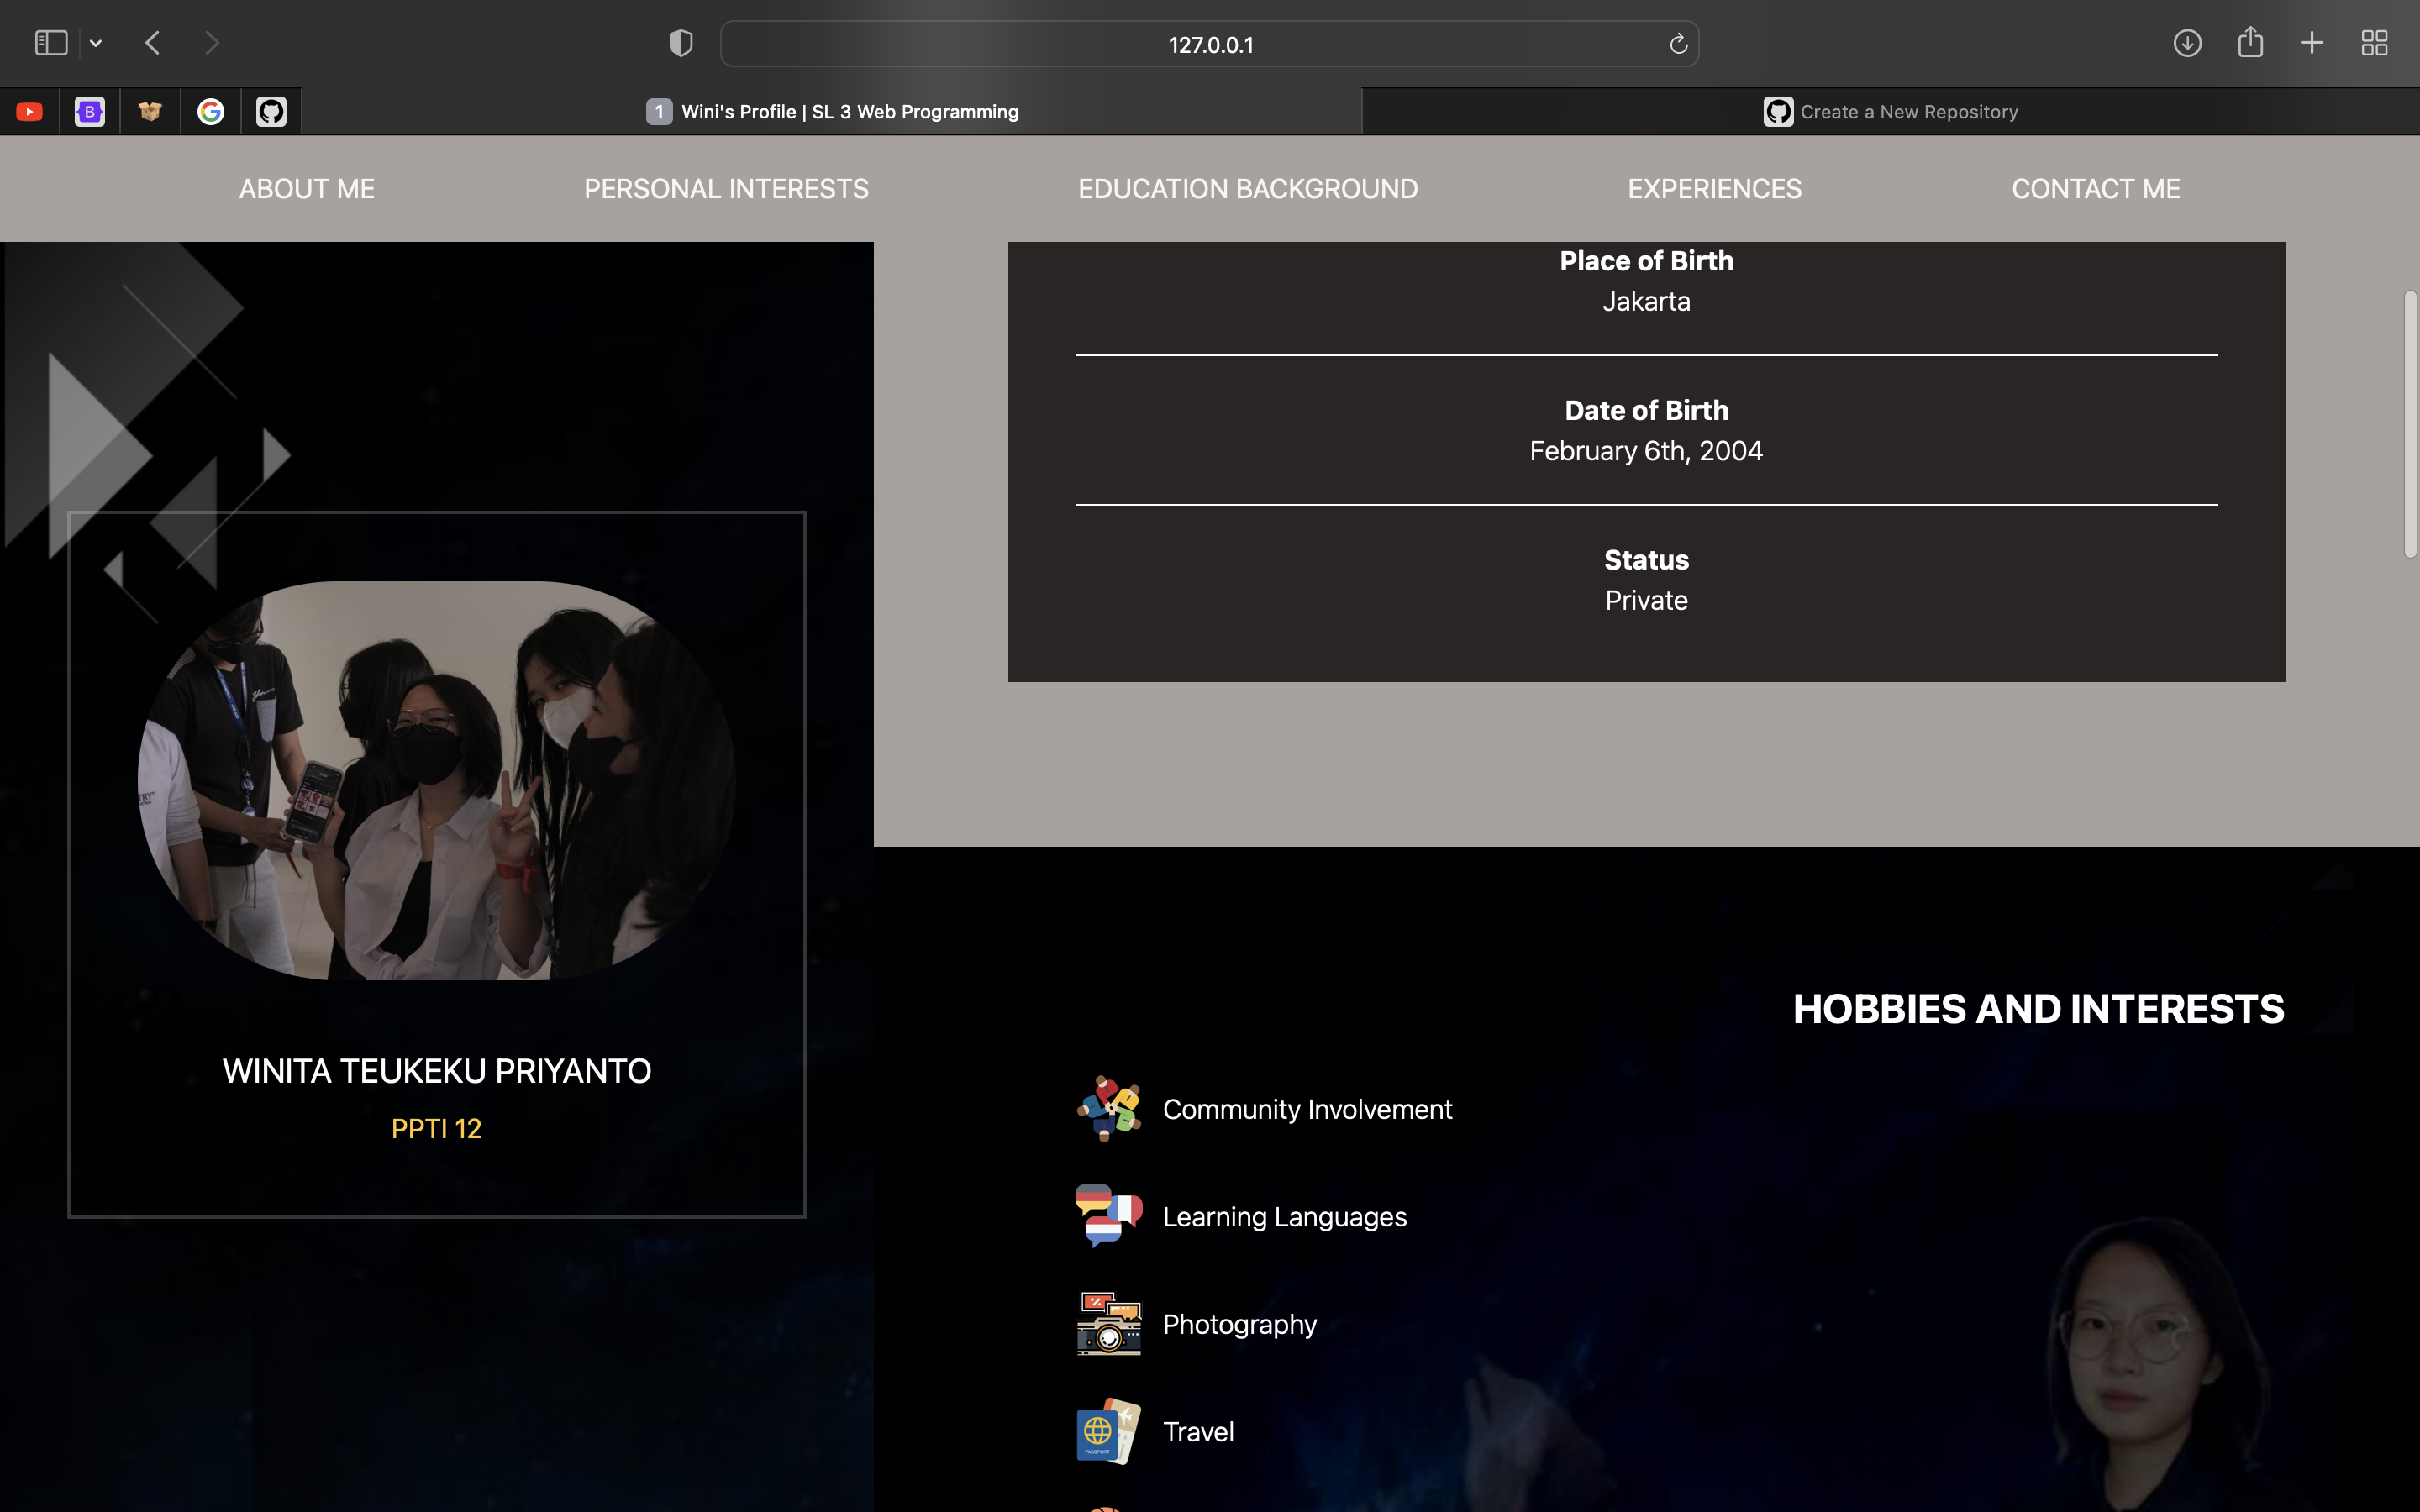 127.0.0.1
B
1 Wini's Profile | SL 3 Web Programming
Create a New Repository
ABOUT ME
PERSONAL INTERESTS
EDUCATION BACKGROUND
EXPERIENCES
CONTACT ME
Place of Birth
Jakarta
Date of Birth
February 6th, 2004
Status
Private
WINITA TEUKEKU PRIYANTO
PPTI 12
HOBBIES AND INTERESTS
Community Involvement
Learning Languages
Photography
PASSPORT
Travel